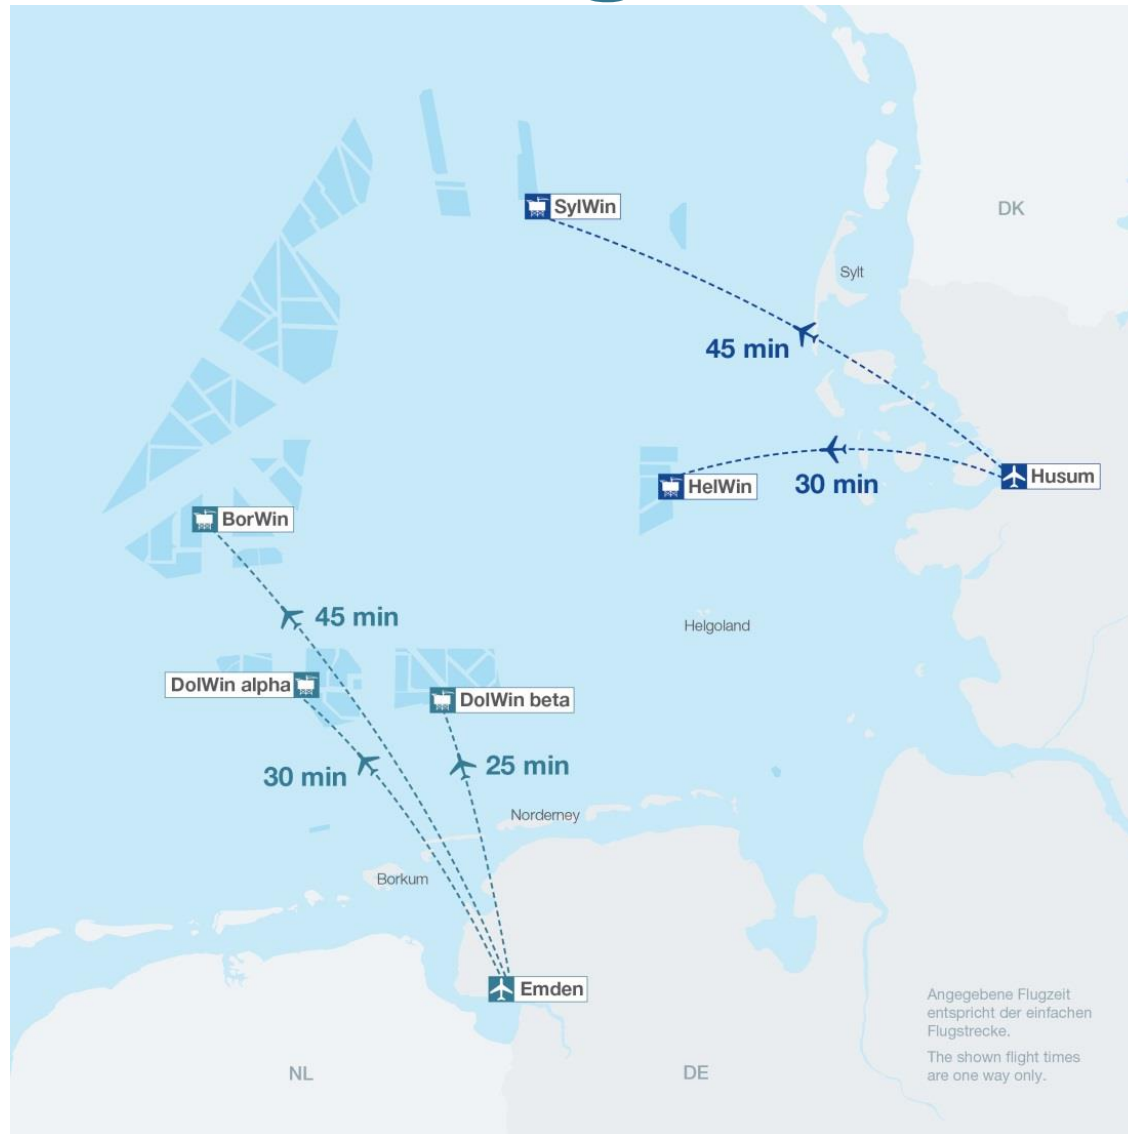 SylWin
DK
Sylt
45 min
HelWin
30 min
Husum
BorWin
45 min
Helgoland
DolWin alpha
DolWin beta
30 min
25 min
Norderney
Borkum
Emden
Angegebene Flugzeit
entspricht der einfachen
Flugstrecke.
The shown flight times
are one way only.
NL
DE